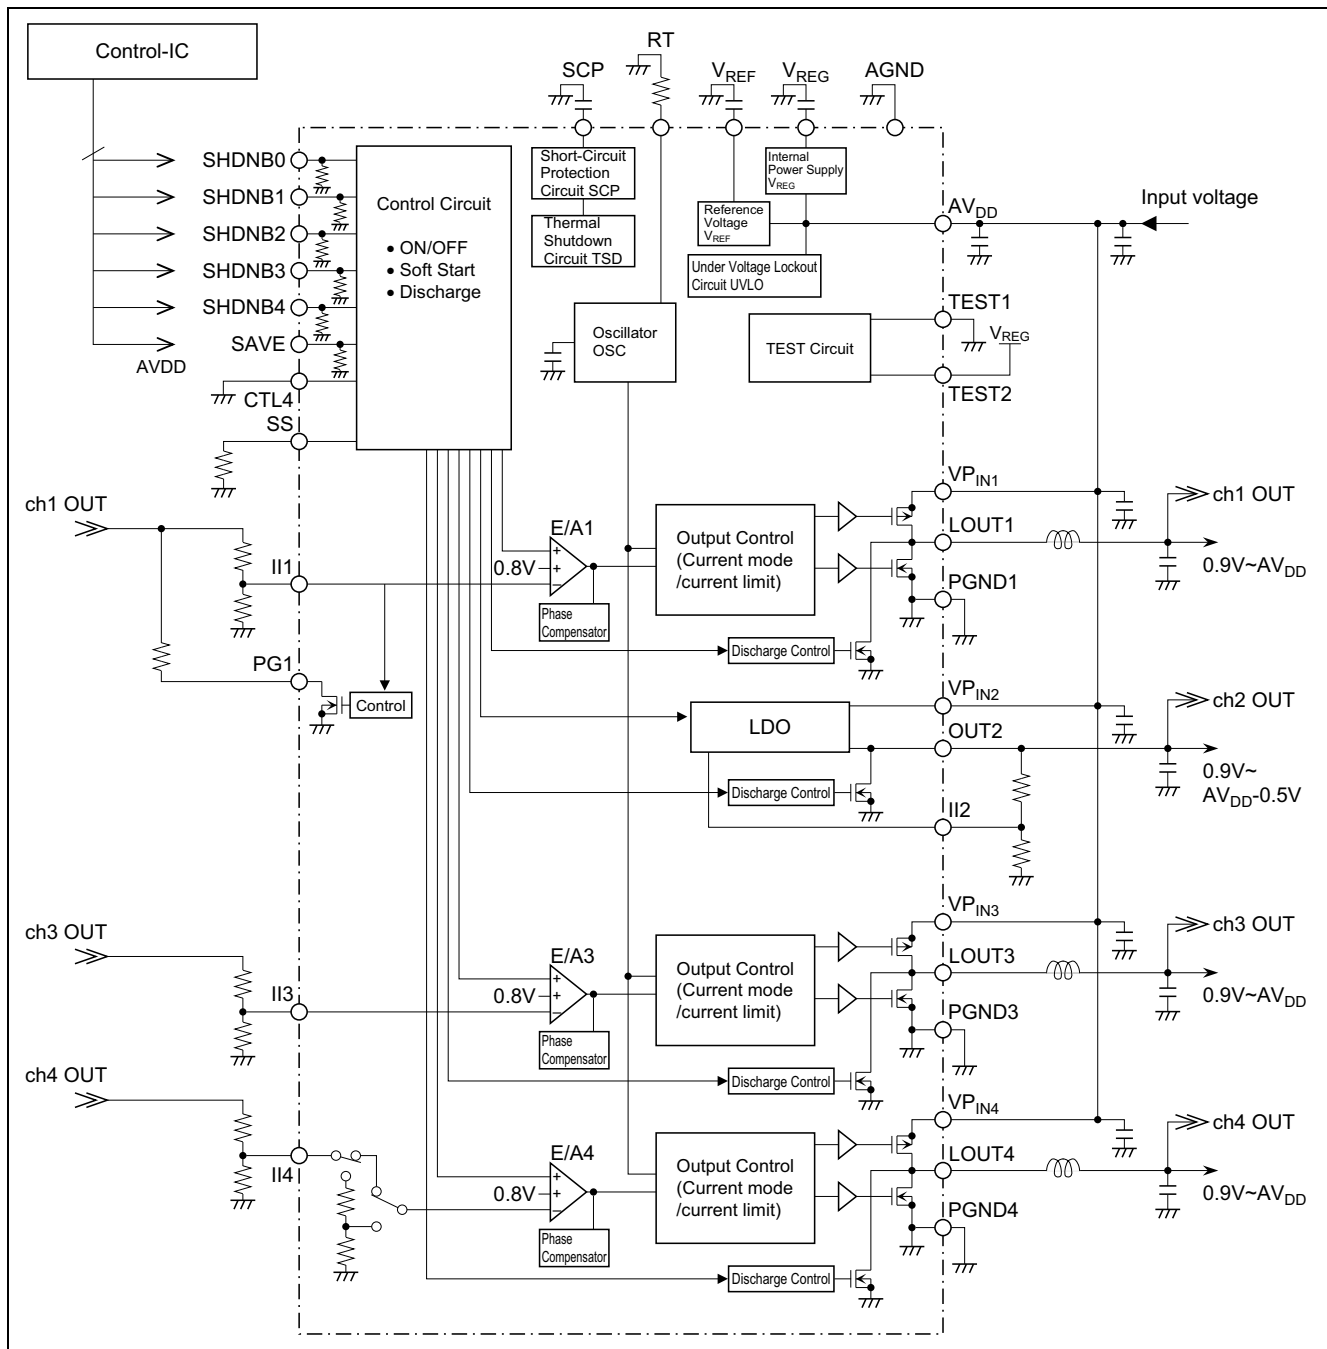 Control-IC
RT
SCP
VREF
VREG
AGND
SHDNB0
SHDNB1
SHDNB2
SHDNB3
SHDNB4
SAVE
AVDD
CTL4
SS
Control Circuit
• ON/OFF
• Soft Start
• Discharge
Short-Circuit
Protection
Circuit SCP
Thermal
Shutdown
Circuit TSD
Internal
Power Supply
VREG
Reference
Voltage
VREF
Under Voltage Lockout
Circuit UVLO
AVDD
Input voltage
Oscillator
OSC
TEST Circuit
TEST1
VREG
TEST2
ch1 OUT
II1
PG1
Control
E/A1
0.8V
+
+
−
Phase
Compensator
Output Control
(Current mode
/current limit)
Discharge Control
VPIN1
LOUT1
PGND1
ch1 OUT
0.9V~AVDD
LDO
Discharge Control
VPIN2
OUT2
II2
ch2 OUT
0.9V~
AVDD-0.5V
ch3 OUT
II3
E/A3
0.8V
+
+
−
Phase
Compensator
Output Control
(Current mode
/current limit)
Discharge Control
VPIN3
LOUT3
PGND3
ch3 OUT
0.9V~AVDD
ch4 OUT
II4
E/A4
0.8V
+
+
−
Phase
Compensator
Output Control
(Current mode
/current limit)
Discharge Control
VPIN4
LOUT4
PGND4
ch4 OUT
0.9V~AVDD